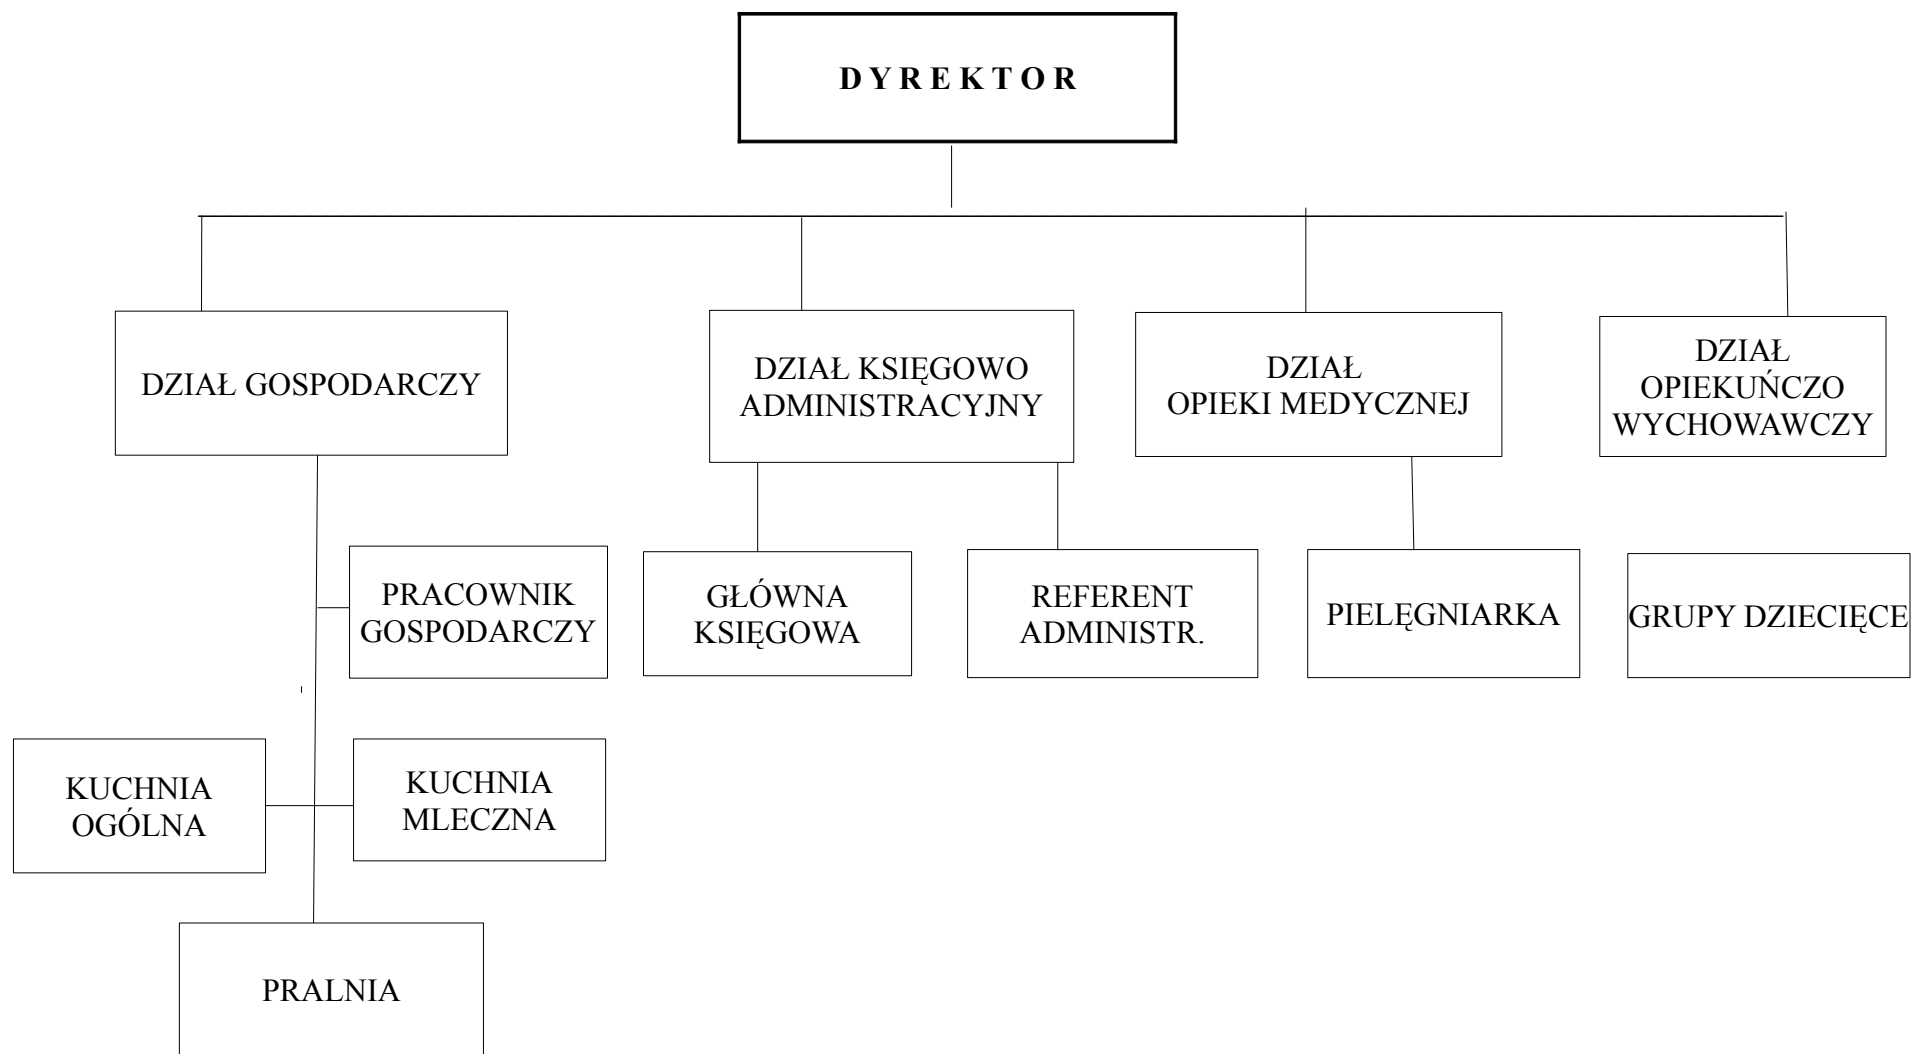 D Y R E K T O R
DZIAŁ GOSPODARCZY
DZIAŁ KSIĘGOWO
ADMINISTRACYJNY
DZIAŁ
OPIEKI MEDYCZNEJ
DZIAŁ
OPIEKUŃCZO
WYCHOWAWCZY
PRACOWNIK
GOSPODARCZY
GŁÓWNA
KSIĘGOWA
REFERENT
ADMINISTR.
PIELĘGNIARKA
GRUPY DZIECIĘCE
KUCHNIA
OGÓLNA
KUCHNIA
MLECZNA
PRALNIA